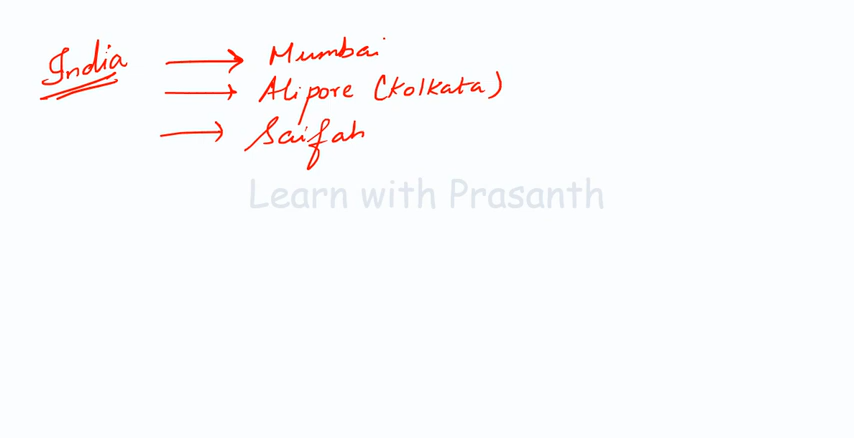 India → Mumbai
→ Alipore (Kolkata)
→ Saifah
Learn with Prasanth